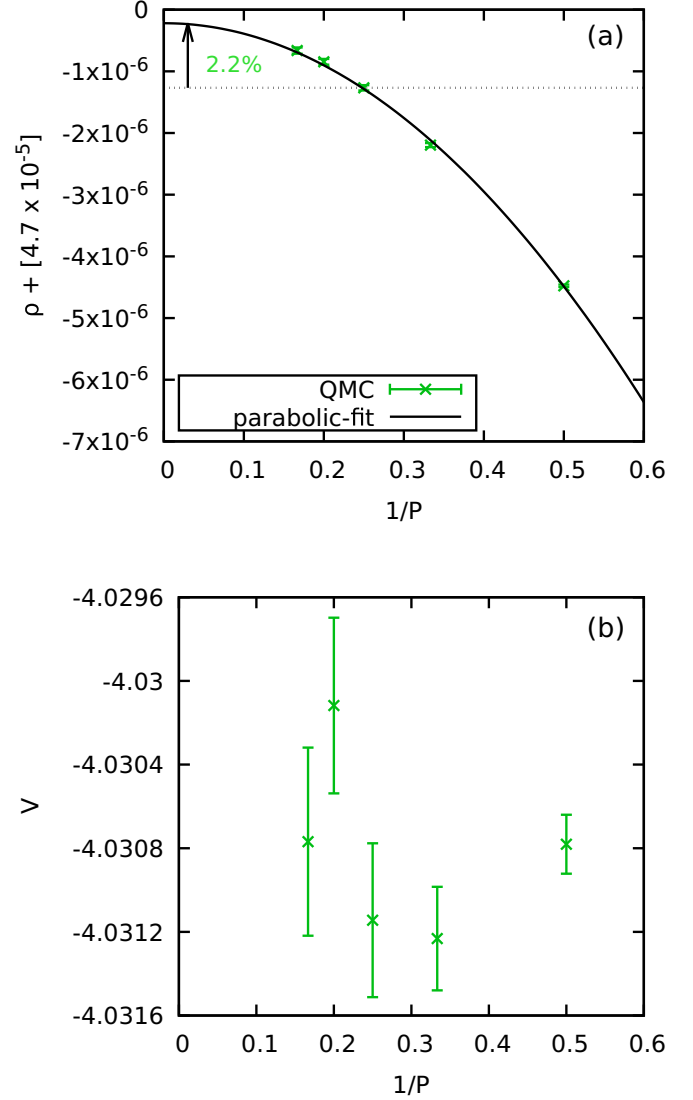 0
-1x10⁻⁶
-2x10⁻⁶
-3x10⁻⁶
-4x10⁻⁶
-5x10⁻⁶
-6x10⁻⁶
-7x10⁻⁶
ρ + [4.7 x 10⁻⁵]
(a)
2.2%
QMC
parabolic-fit
0 0.1 0.2 0.3 0.4 0.5 0.6
1/P
-4.0296
-4.03
-4.0304
-4.0308
-4.0312
-4.0316
V
(b)
0 0.1 0.2 0.3 0.4 0.5 0.6
1/P